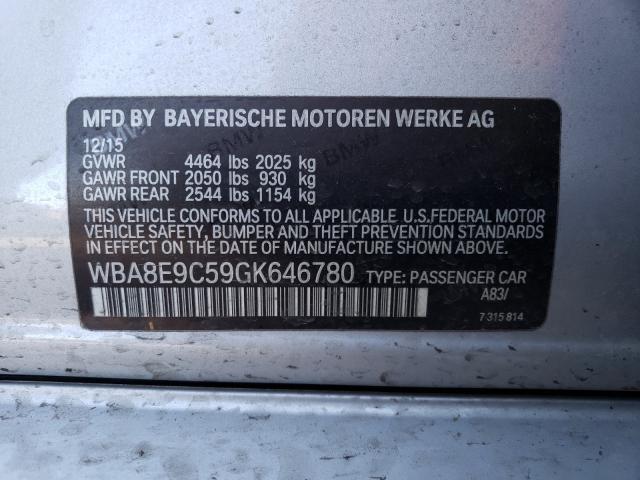 MFD BY BAYERISCHE MOTOREN WERKE AG
12/15
GVWR 4464 lbs 2025 kg
GAWR FRONT 2050 lbs 930 kg
GAWR REAR 2544 lbs 1154 kg
THIS VEHICLE CONFORMS TO ALL APPLICABLE U.S.FEDERAL MOTOR
VEHICLE SAFETY, BUMPER AND THEFT PREVENTION STANDARDS
IN EFFECT ON THE DATE OF MANUFACTURE SHOWN ABOVE.
WBA8E9C59GK646780 TYPE: PASSENGER CAR
A83/
7 315 814